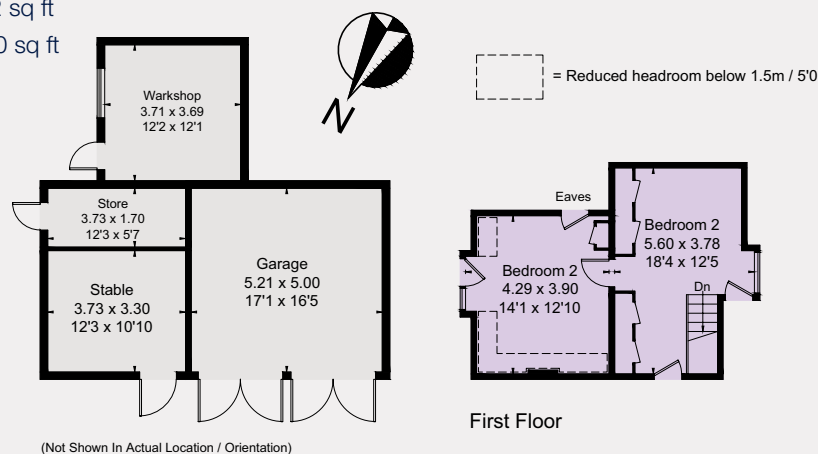 sq ft
0 sq ft
Warkshop
3.71 x 3.69
12'2 x 12'1
N
= Reduced headroom below 1.5m / 5'0
Store
3.73 x 1.70
12'3 x 5'7
Stable
3.73 x 3.30
12'3 x 10'10
Garage
5.21 x 5.00
17'1 x 16'5
Eaves
Bedroom 2
4.29 x 3.90
14'1 x 12'10
Bedroom 2
5.60 x 3.78
18'4 x 12'5
Dn
First Floor
(Not Shown In Actual Location / Orientation)